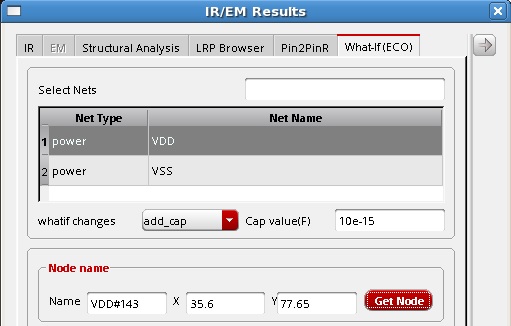 IR/EM Results
IR EM Structural Analysis LRP Browser Pin2PinR What-If (ECO)
Select Nets
Net Type Net Name
1 power VDD
2 power VSS
whatif changes add_cap Cap value(F) 10e-15
Node name
Name VDD#143 X 35.6 Y 77.65 Get Node